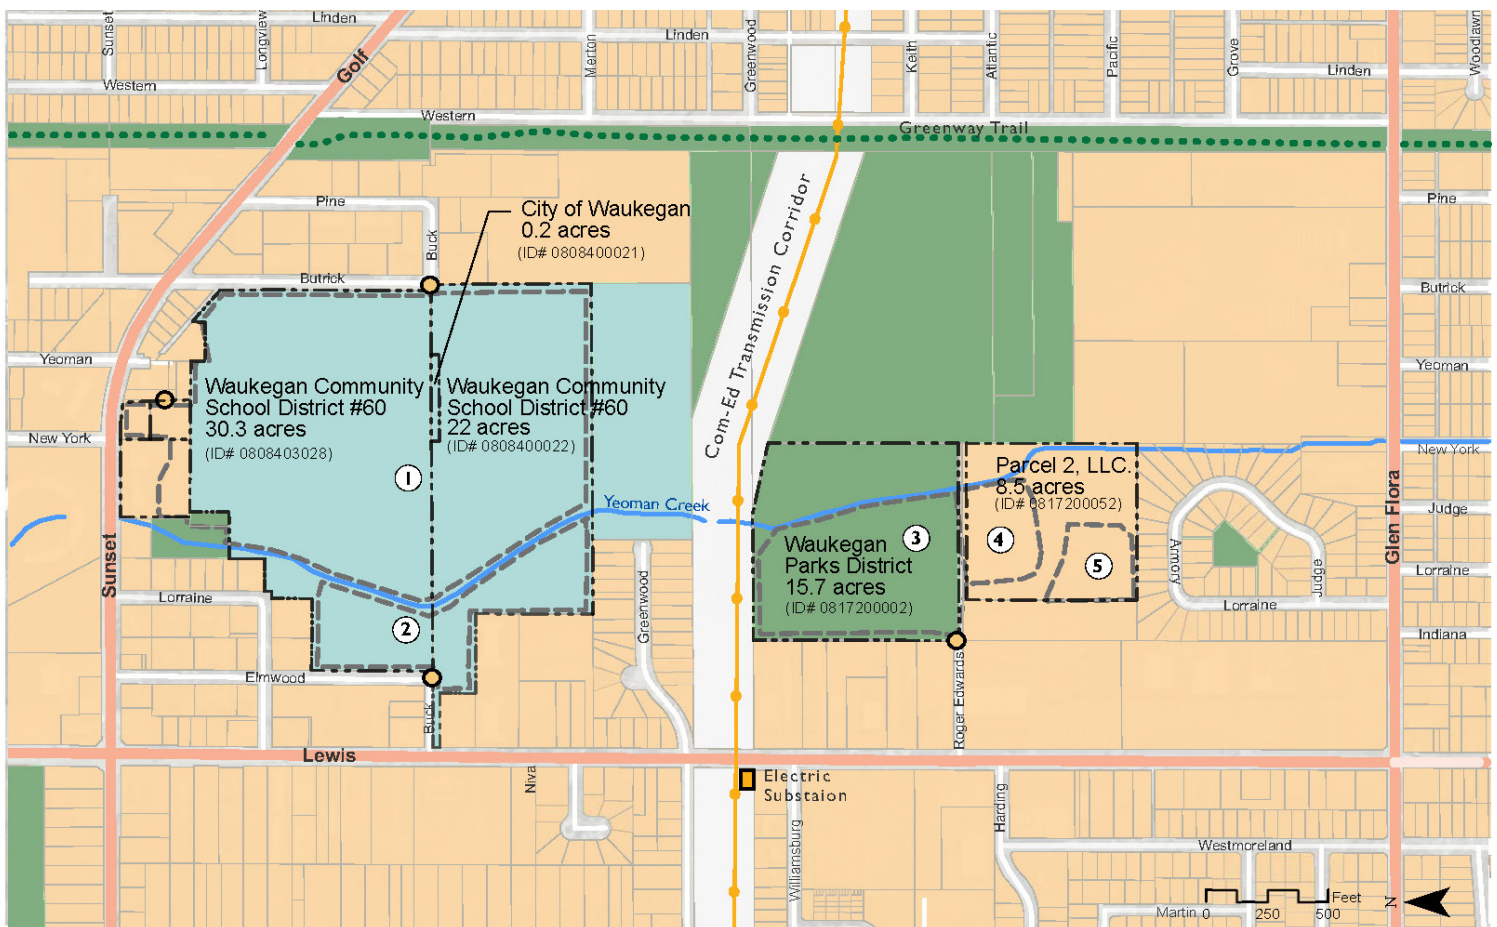 Linden
Sunset
Longview
Golf
Western
Linden
Merton
Greenwood
Keith
Atlantic
Pacific
Grove
Linden
Woodlawn
Western
Greenway Trail
Pine
Buck
City of Waukegan
0.2 acres
(ID# 0808400021)
Butrick
Com-Ed Transmission Corridor
Pine
Butrick
Yeoman
Yeoman
Waukegan Community
School District #60
30.3 acres
(ID# 0808403028)
Waukegan Community
School District #60
22 acres
(ID# 0808400022)
New York
New York
1
Yeoman Creek
Parcel 2, LLC.
8.5 acres
(ID# 0817200052)
Waukegan
Parks District
15.7 acres
(ID# 0817200002)
3
4
5
Glen Flora
Judge
Armory
Judge
Lorraine
Lorraine
Sunset
Lorraine
2
Greenwood
Indiana
Elmwood
Buck
Roger Edwards
Lewis
Niva
Electric
Substaion
Williamsburg
Harding
Westmoreland
Martin
0 250 500
Feet
N